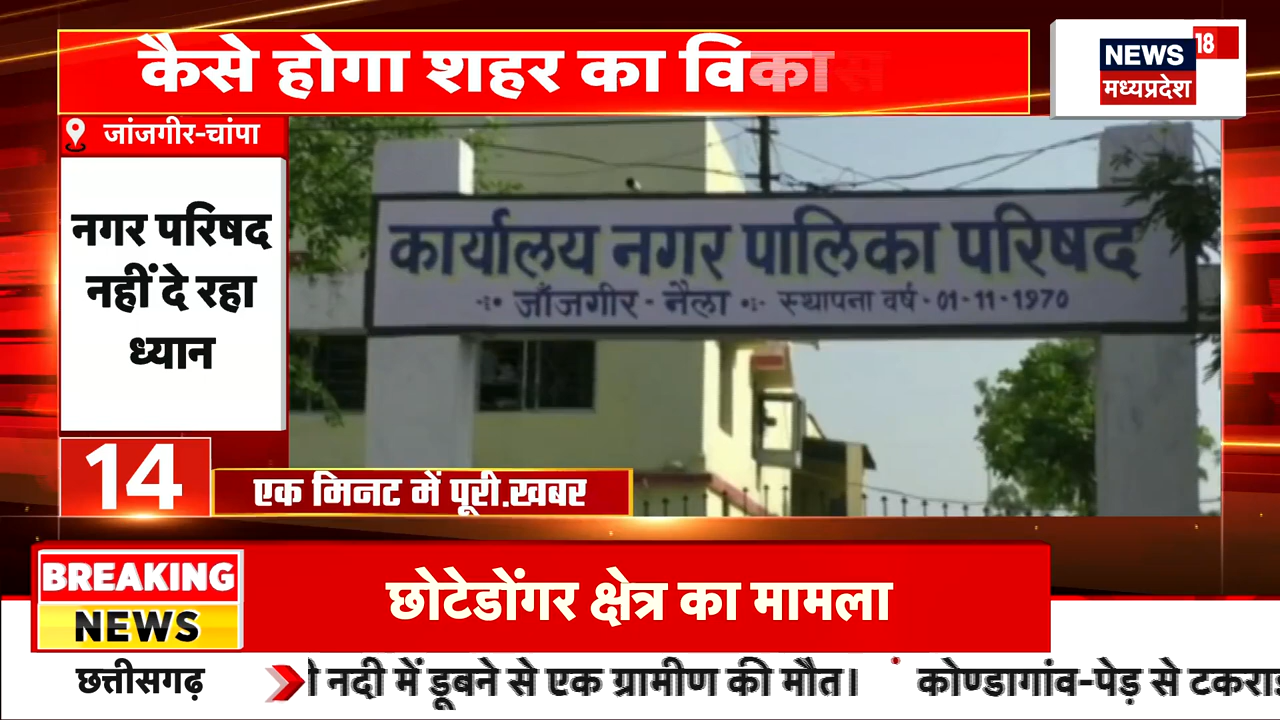 कैसे होगा शहर का विकास
NEWS 18
मध्यप्रदेश
जांजगीर-चांपा
नगर परिषद
नहीं दे रहा
ध्यान
कार्यालय नगर पालिका परिषद
जाँजगीर - नैला स्थापना वर्ष - 01-11-1970
14
एक मिनट में पूरी.खबर
BREAKING
NEWS
छोटेडोंगर क्षेत्र का मामला
छत्तीसगढ़
नदी में डूबने से एक ग्रामीण की मौत। कोण्डागांव-पेड़ से